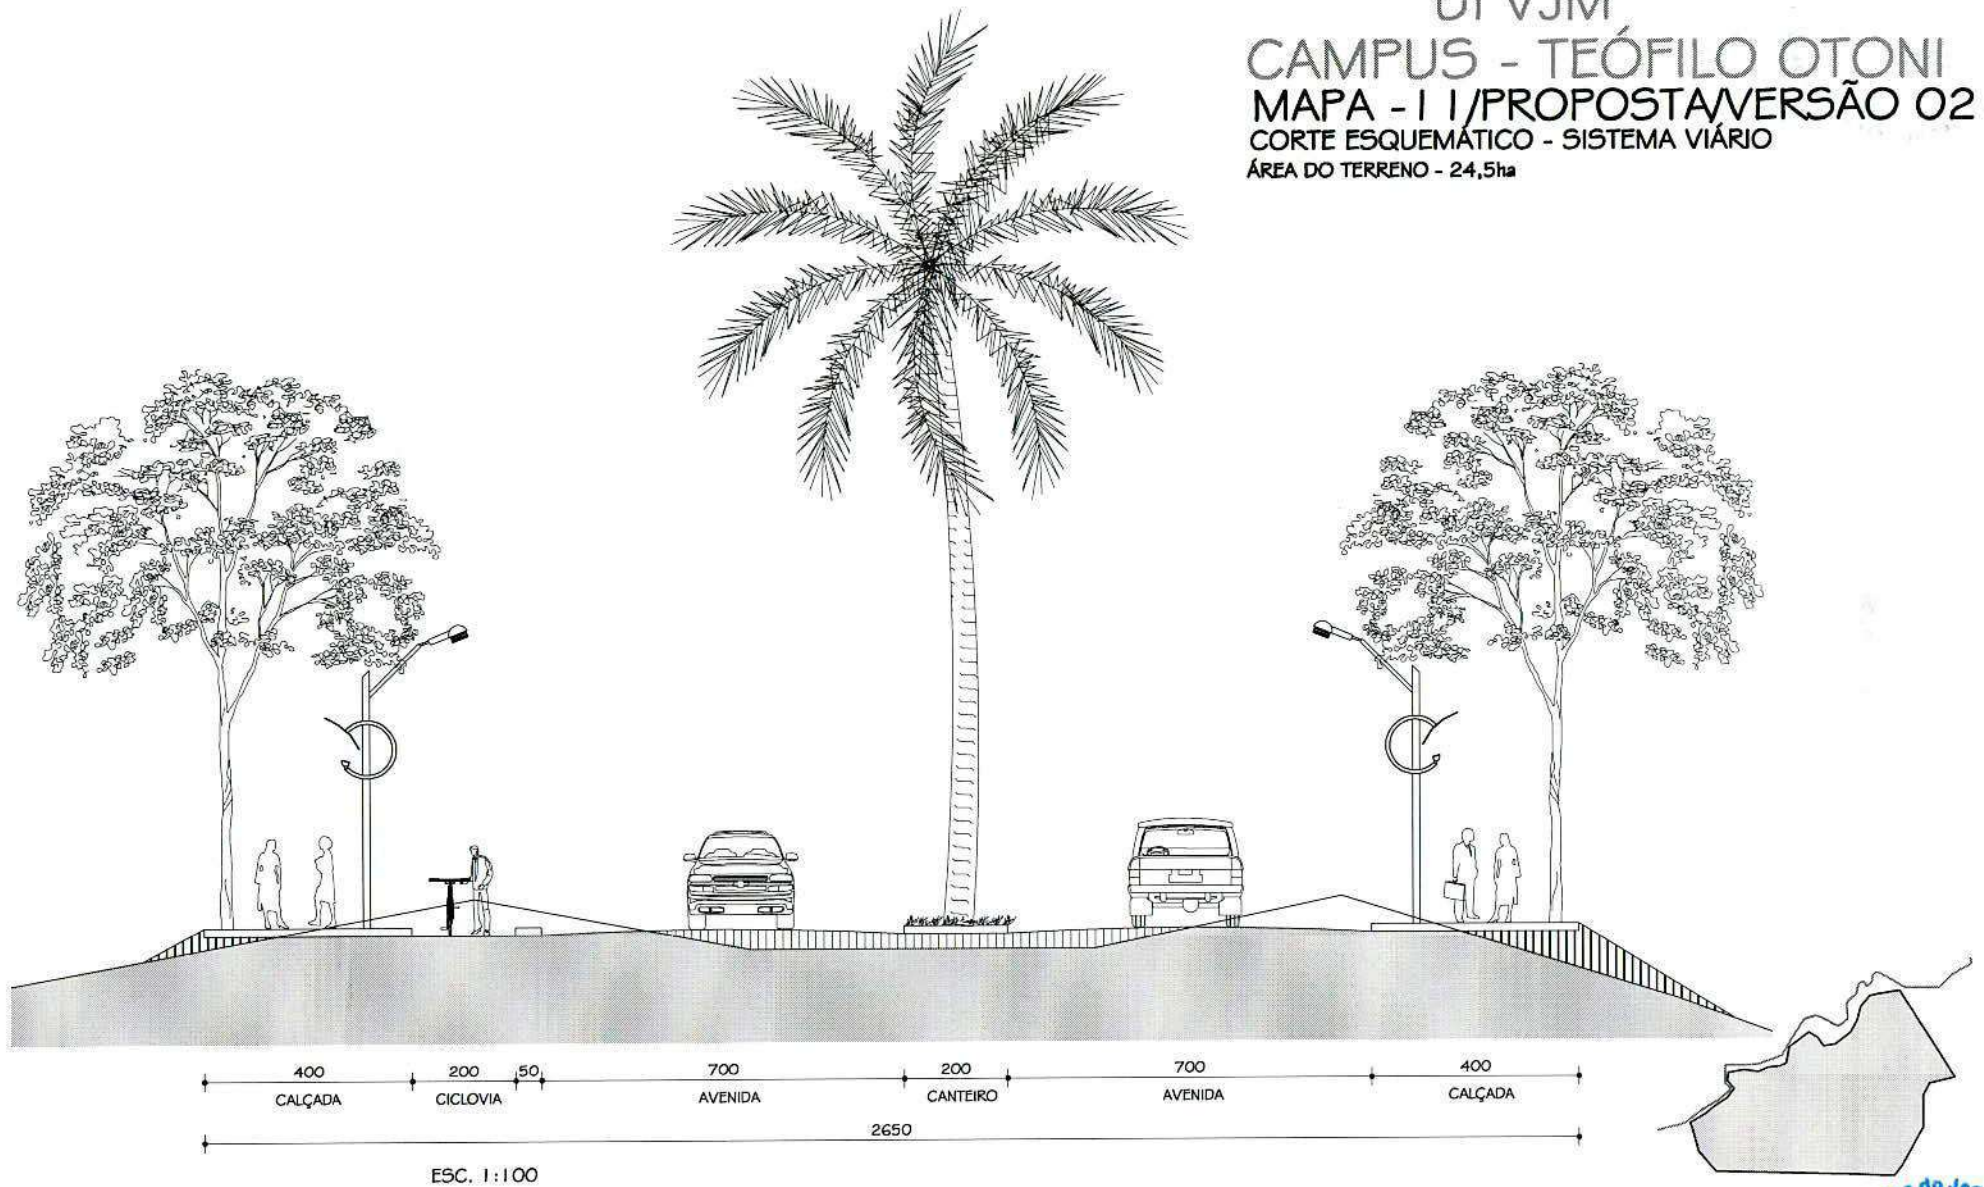 CAMPUS - TEÓFILO OTONI
MAPA - 11/PROPOSTA/VERSÃO 02
CORTE ESQUEMÁTICO - SISTEMA VIÁRIO
ÁREA DO TERRENO - 24,5ha
400 200 50 700 200 700 400
CALÇADA CICLOVIA AVENIDA CANTEIRO AVENIDA CALÇADA
2650
ESC. 1:100